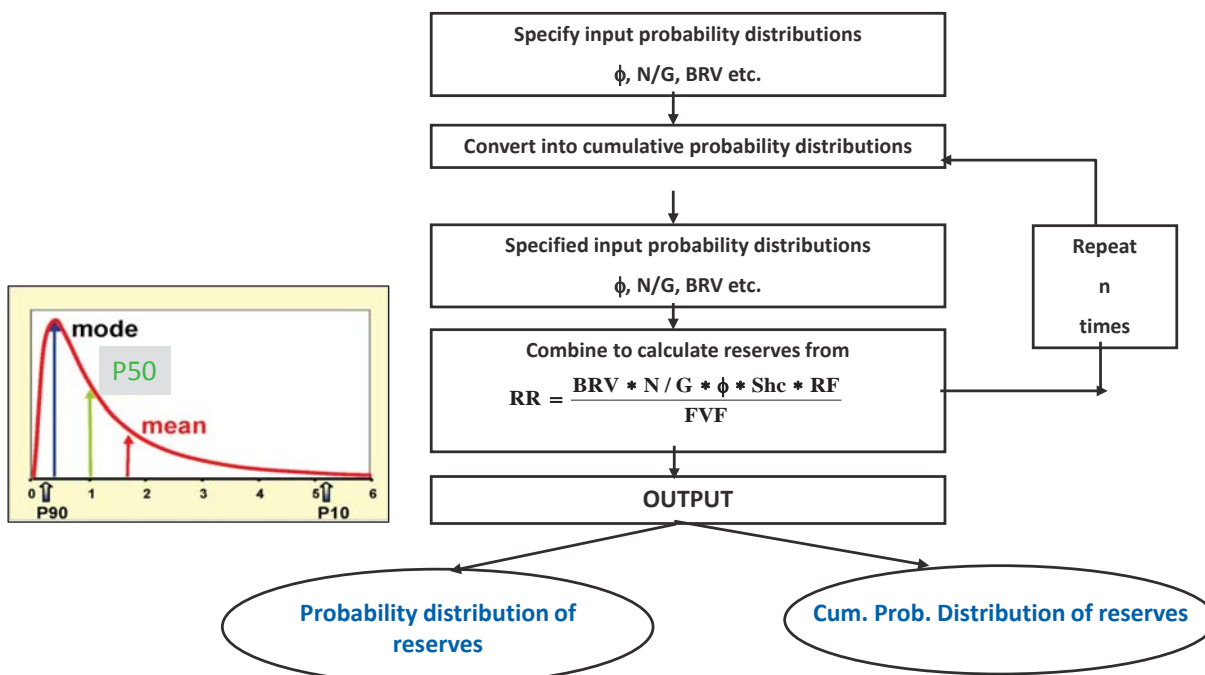 Specify input probability distributions
ϕ, N/G, BRV etc.
Convert into cumulative probability distributions
Specified input probability distributions
ϕ, N/G, BRV etc.
Repeat
n
times
Combine to calculate reserves from
RR = BRV * N / G * ϕ * Shc * RF
FVF
OUTPUT
Probability distribution of
reserves
Cum. Prob. Distribution of reserves
mode
P50
mean
0 1 2 3 4 5 6
P90 P10